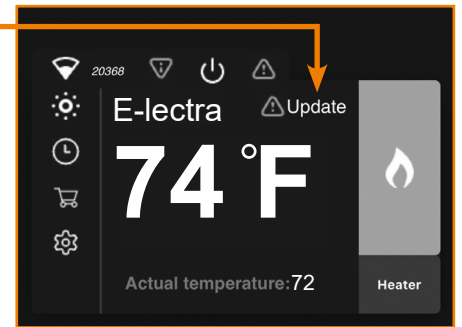 20368
E-lectra
Update
74 °F
Actual temperature:72
Heater